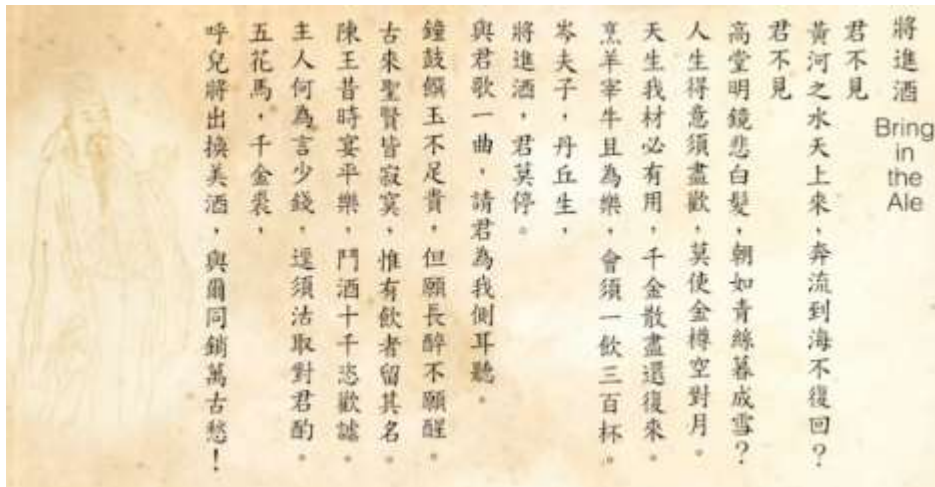 將進酒
Bring
in
the
Ale
君不見
黃河之水天上來，奔流到海不復回？
君不見
高堂明鏡悲白髮，朝如青絲暮成雪？
人生得意須盡歡，莫使金樽空對月。
天生我材必有用，千金散盡還復來。
烹羊宰牛且為樂，會須一飲三百杯。
岑夫子，丹丘生，
將進酒，君莫停。
與君歌一曲，請君為我側耳聽。
鐘鼓饌玉不足貴，但願長醉不願醒。
古來聖賢皆寂寞，惟有飲者留其名。
陳王昔時宴平樂，鬥酒十千恣歡謔。
主人何為言少錢，逕須沽取對君酌。
五花馬，千金裘，
呼兒將出換美酒，與爾同銷萬古愁！